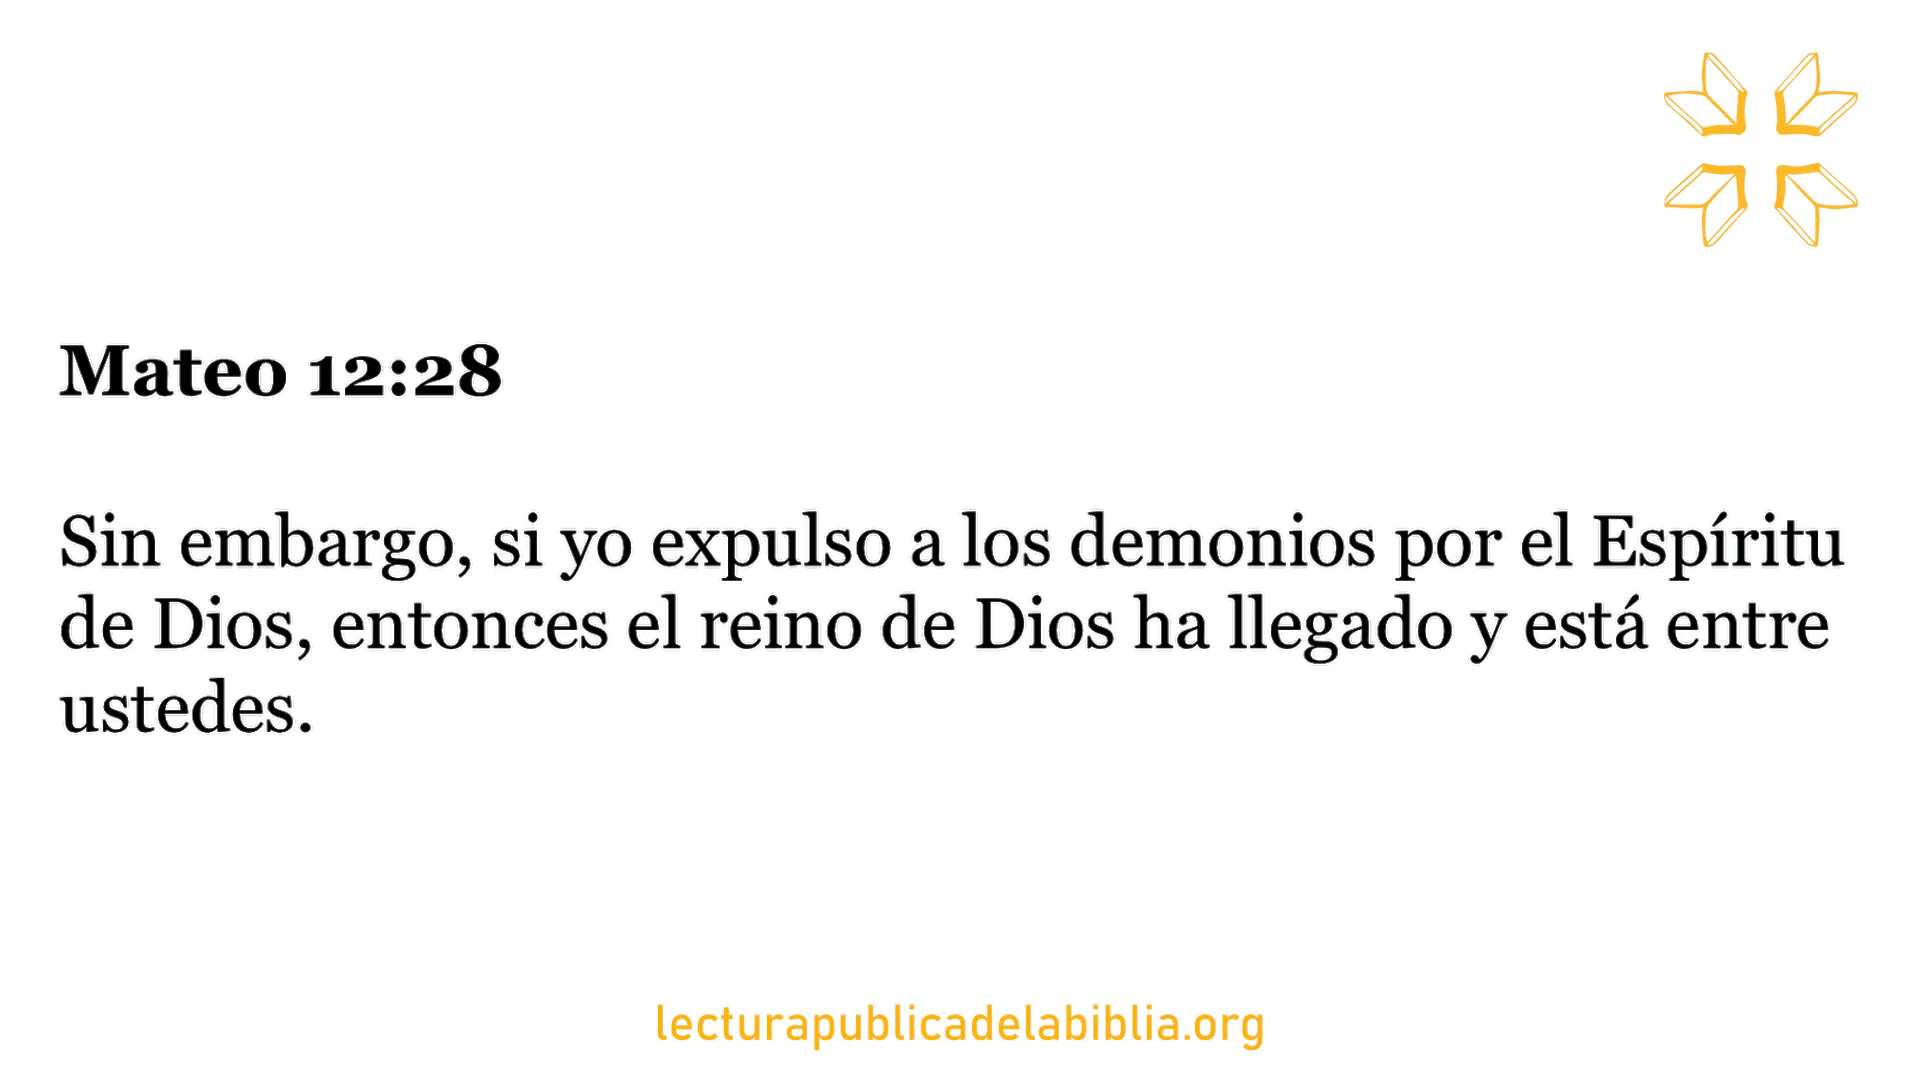 Mateo 12:28
Sin embargo, si yo expulso a los demonios por el Espíritu
de Dios, entonces el reino de Dios ha llegado y está entre
ustedes.
lecturapublicadelabiblia.org